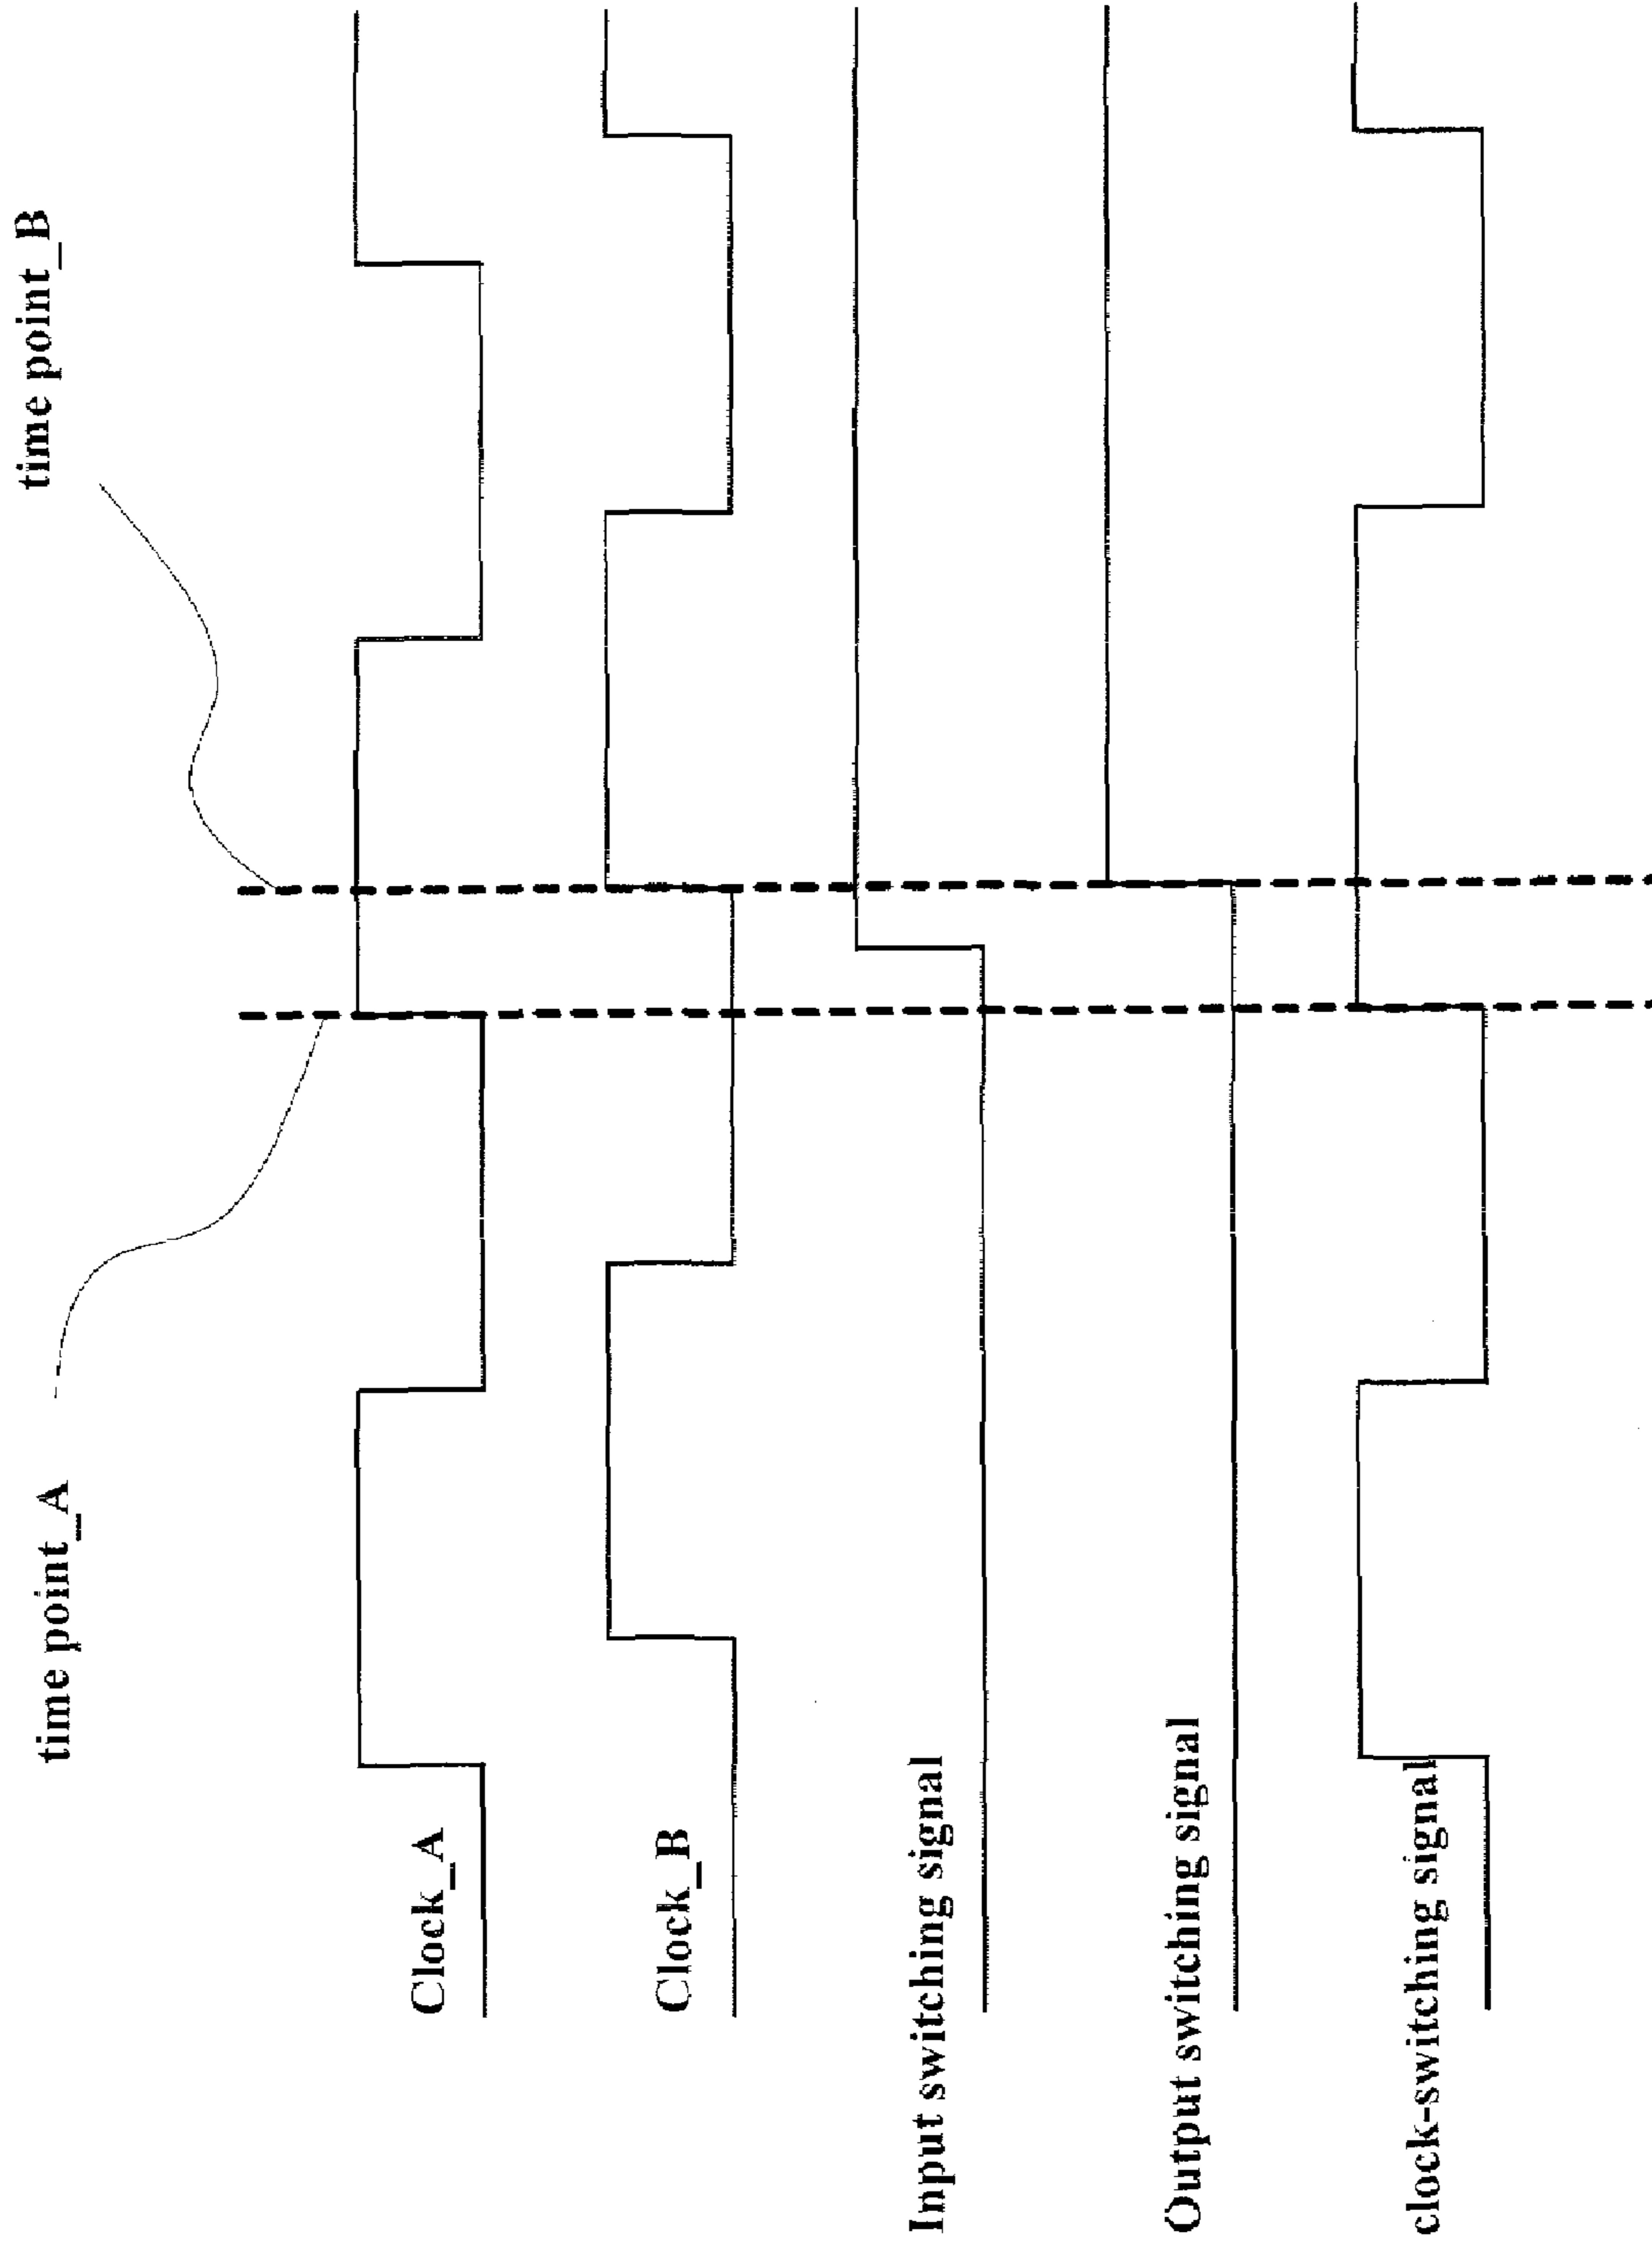 time point_A
time point_B
Clock_A
Clock_B
Input switching signal
Output switching signal
clock-switching signal